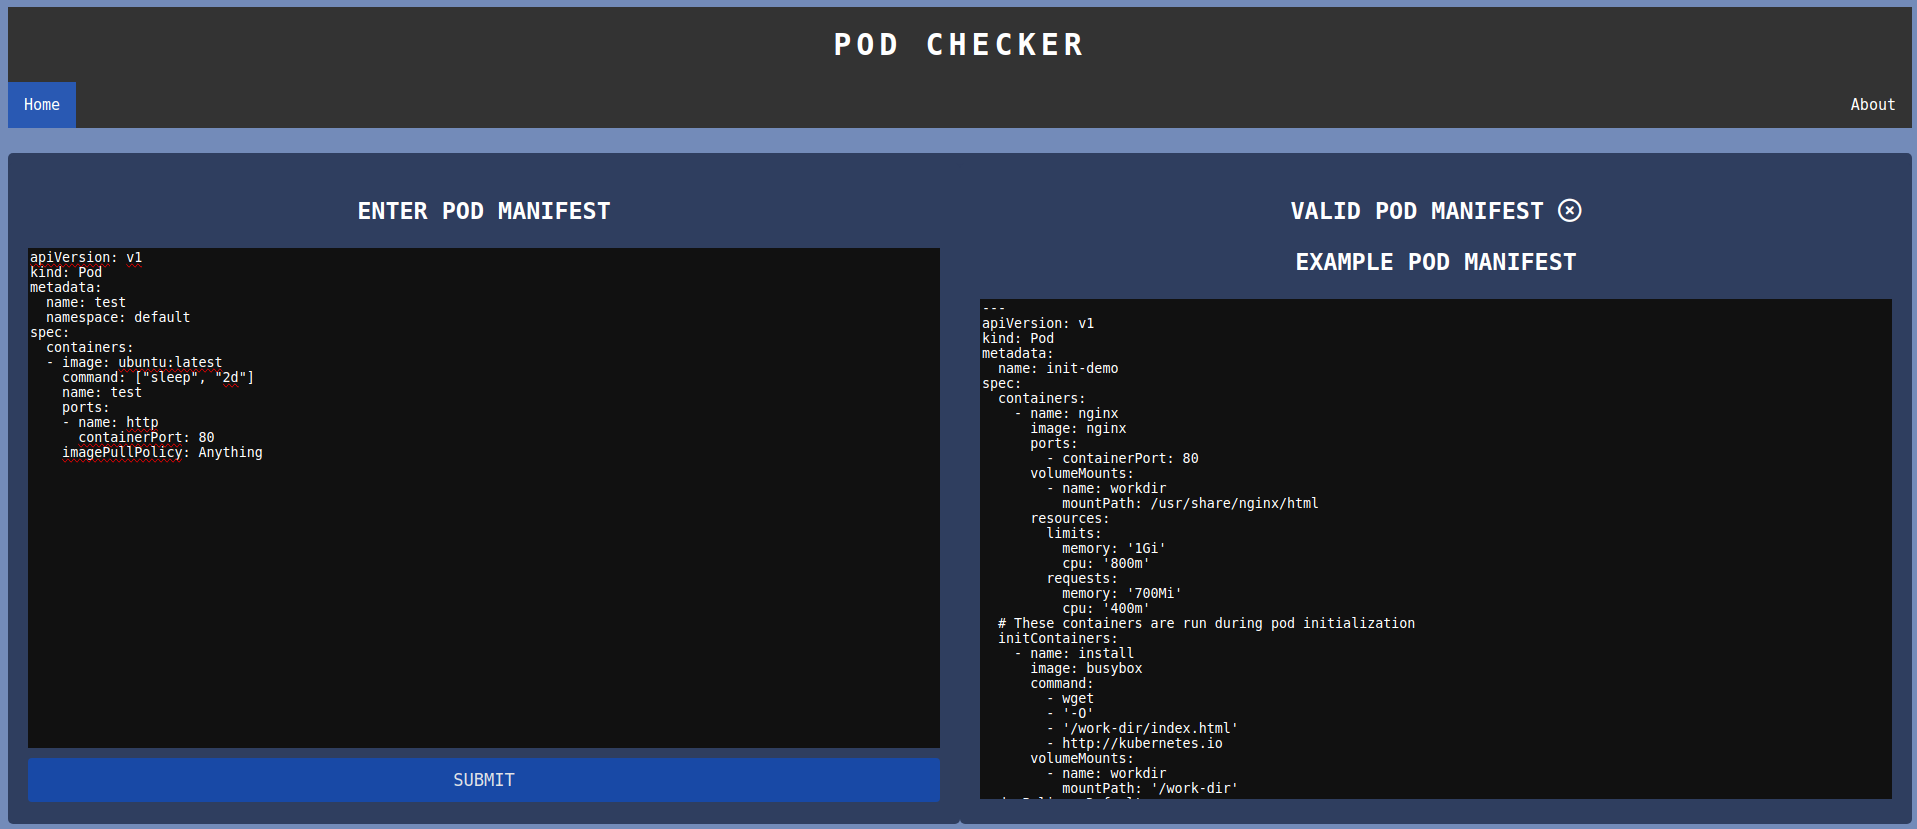 POD CHECKER
Home
About
ENTER POD MANIFEST
apiVersion: v1
kind: Pod
metadata:
  name: test
  namespace: default
spec:
  containers:
  - image: ubuntu:latest
    command: ["sleep", "2d"]
    name: test
    ports:
    - name: http
      containerPort: 80
    imagePullPolicy: Anything
SUBMIT
VALID POD MANIFEST
EXAMPLE POD MANIFEST
---
apiVersion: v1
kind: Pod
metadata:
  name: init-demo
spec:
  containers:
    - name: nginx
      image: nginx
      ports:
        - containerPort: 80
      volumeMounts:
        - name: workdir
          mountPath: /usr/share/nginx/html
      resources:
        limits:
          memory: '1Gi'
          cpu: '800m'
        requests:
          memory: '700Mi'
          cpu: '400m'
  # These containers are run during pod initialization
  initContainers:
    - name: install
      image: busybox
      command:
        - wget
        - '-O'
        - '/work-dir/index.html'
        - http://kubernetes.io
      volumeMounts:
        - name: workdir
          mountPath: '/work-dir'